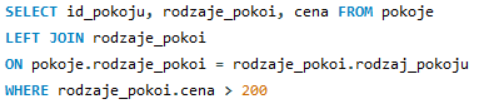 SELECT id_pokoju, rodzaje_pokoi, cena FROM pokoje
LEFT JOIN rodzaje_pokoi
ON pokoje.rodzaje_pokoi = rodzaje_pokoi.rodzaj_pokoju
WHERE rodzaje_pokoi.cena > 200